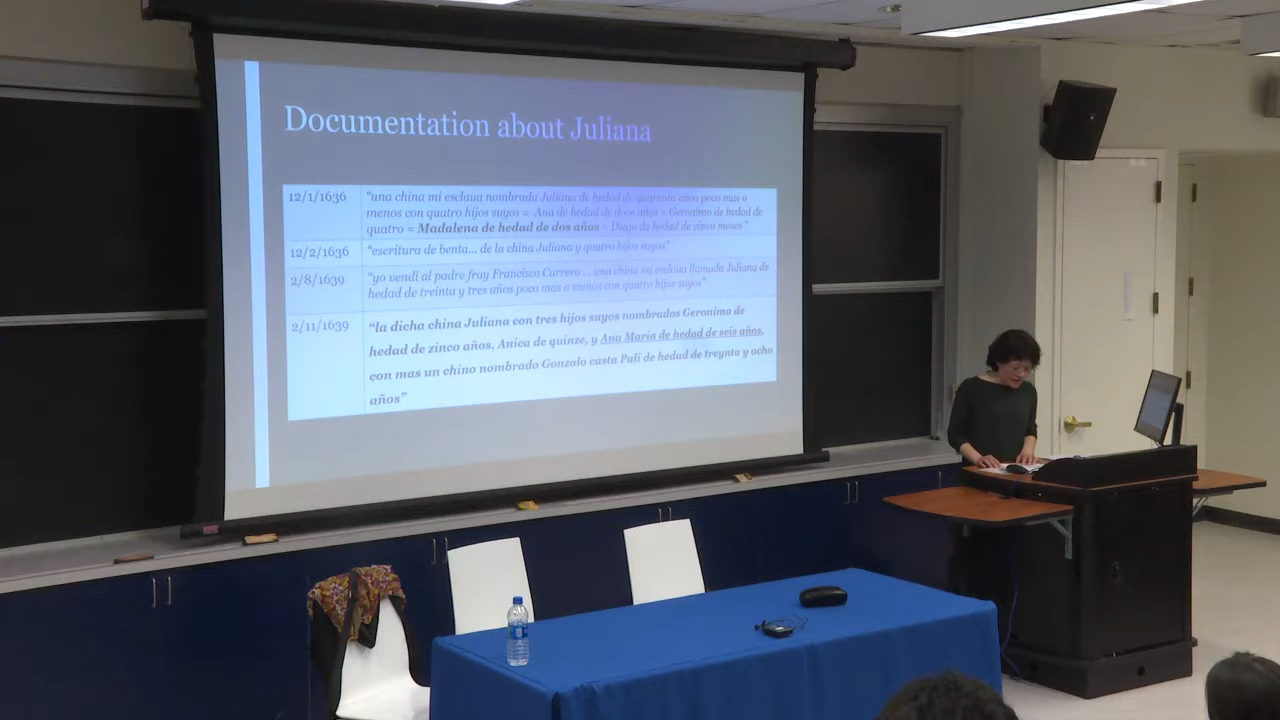 Documentation about Juliana
12/1/1636 "una china mi esclaua nombrada Juliana de hedad de quarenta años poco mas o
menos con quatro hijos suyos = Ana de hedad de doce años = Geronimo de hedad de
quatro = Madalena de hedad de dos años = Diego de hedad de cinco meses"
12/2/1636 "escritura de benta... de la china Juliana y quatro hijos suyos"
2/8/1639 "yo vendi al padre fray Francisco Carrero ... una china mi esclaua llamada Juliana de
hedad de treinta y tres años poco mas a menos con quatro hijos suyos"
2/11/1639 "la dicha china Juliana con tres hijos suyos nombrados Geronimo de
hedad de zinco años, Anica de quinze, y Ana Maria de hedad de seis años,
con mas un chino nombrado Gonzalo casta Pali de hedad de treynta y ocho
años"